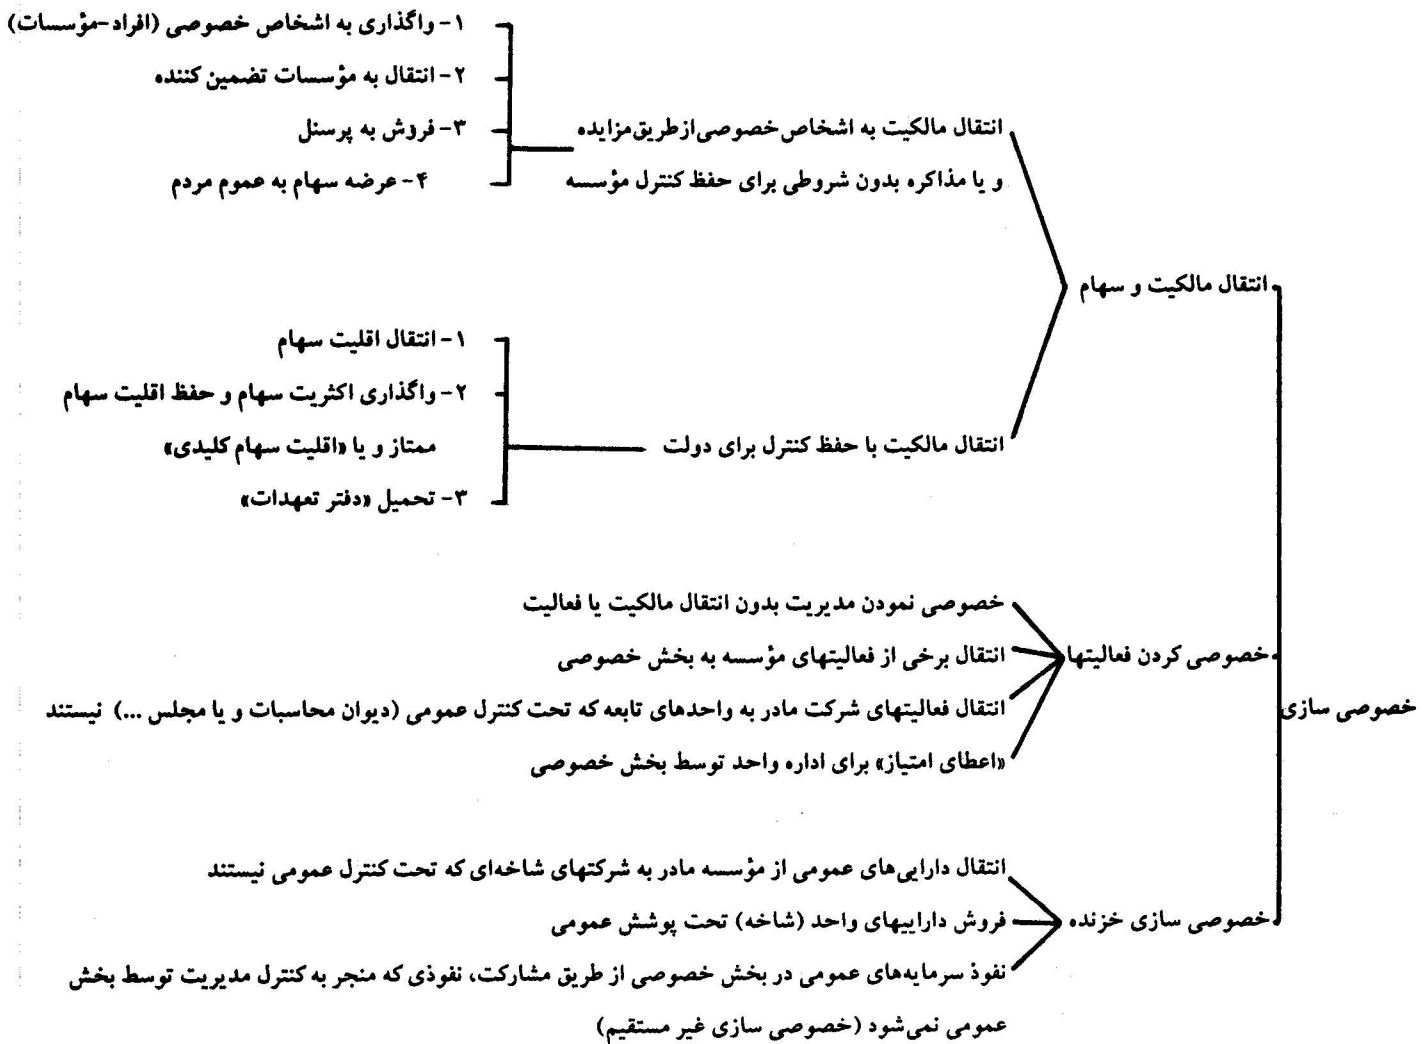 خصوصی سازی
انتقال مالکیت و سهام
انتقال مالکیت به اشخاص خصوصی از طریق مزایده
و یا مذاکره بدون شروطی برای حفظ کنترل مؤسسه
۱- واگذاری به اشخاص خصوصی (افراد-مؤسسات)
۲- انتقال به مؤسسات تضمین کننده
۳- فروش به پرسنل
۴- عرضه سهام به عموم مردم
انتقال مالکیت با حفظ کنترل برای دولت
۱- انتقال اقلیت سهام
۲- واگذاری اکثریت سهام و حفظ اقلیت سهام
ممتاز و یا «اقلیت سهام کلیدی»
۳- تحمیل «دفتر تعهدات»
خصوصی کردن فعالیتها
خصوصی نمودن مدیریت بدون انتقال مالکیت یا فعالیت
انتقال برخی از فعالیتهای مؤسسه به بخش خصوصی
انتقال فعالیتهای شرکت مادر به واحدهای تابعه که تحت کنترل عمومی (دیوان محاسبات و یا مجلس ...) نیستند
«اعطای امتیاز» برای اداره واحد توسط بخش خصوصی
خصوصی سازی خزنده
انتقال دارایی‌های عمومی از مؤسسه مادر به شرکتهای شاخه‌ای که تحت کنترل عمومی نیستند
فروش داراییهای واحد (شاخه) تحت پوشش عمومی
نفوذ سرمایه‌های عمومی در بخش خصوصی از طریق مشارکت، نفوذی که منجر به کنترل مدیریت توسط بخش
عمومی نمی‌شود (خصوصی سازی غیر مستقیم)